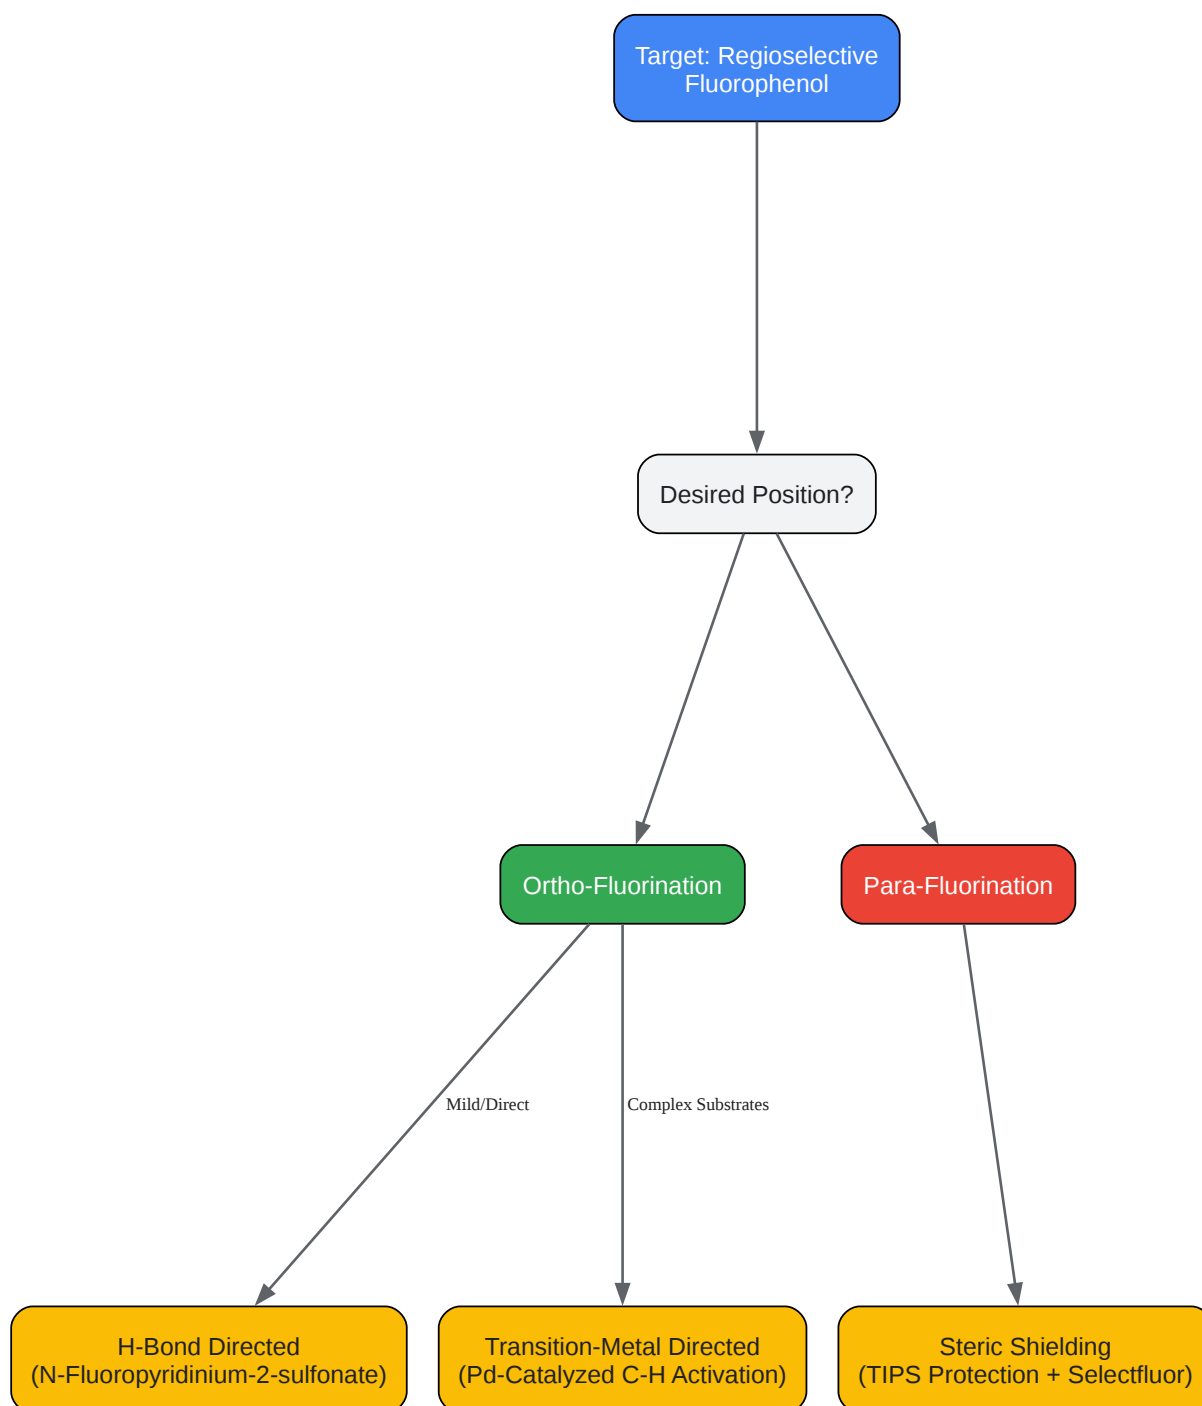 Target: Regioselective
Fluorophenol
Desired Position?
Ortho-Fluorination
Para-Fluorination
Mild/Direct
Complex Substrates
H-Bond Directed
(N-Fluoropyridinium-2-sulfonate)
Transition-Metal Directed
(Pd-Catalyzed C-H Activation)
Steric Shielding
(TIPS Protection + Selectfluor)